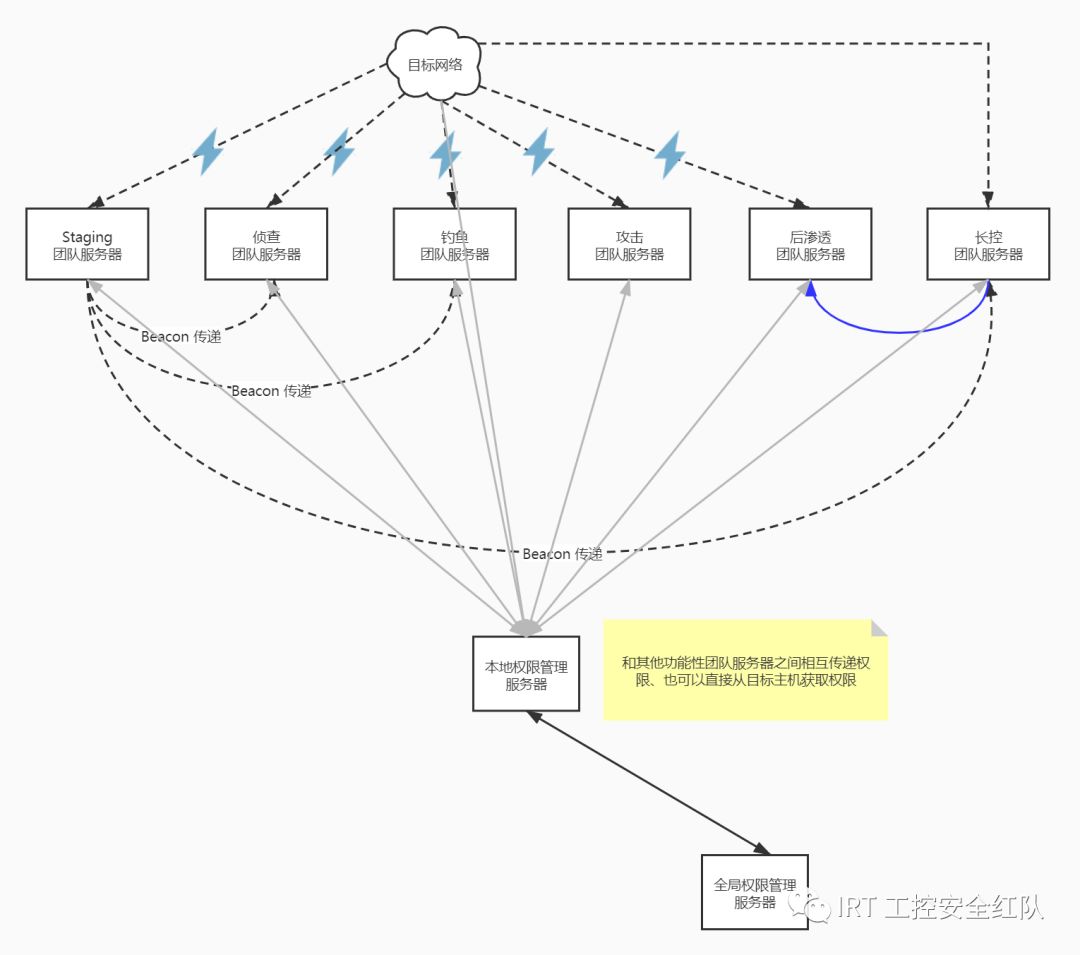 目标网络
Staging
团队服务器
侦查
团队服务器
钓鱼
团队服务器
攻击
团队服务器
后渗透
团队服务器
长控
团队服务器
Beacon 传递
Beacon 传递
Beacon 传递
本地权限管理
服务器
和其他功能性团队服务器之间相互传递权
限、也可以直接从目标主机获取权限
全局权限管理
服务器
IRT 工控安全红队